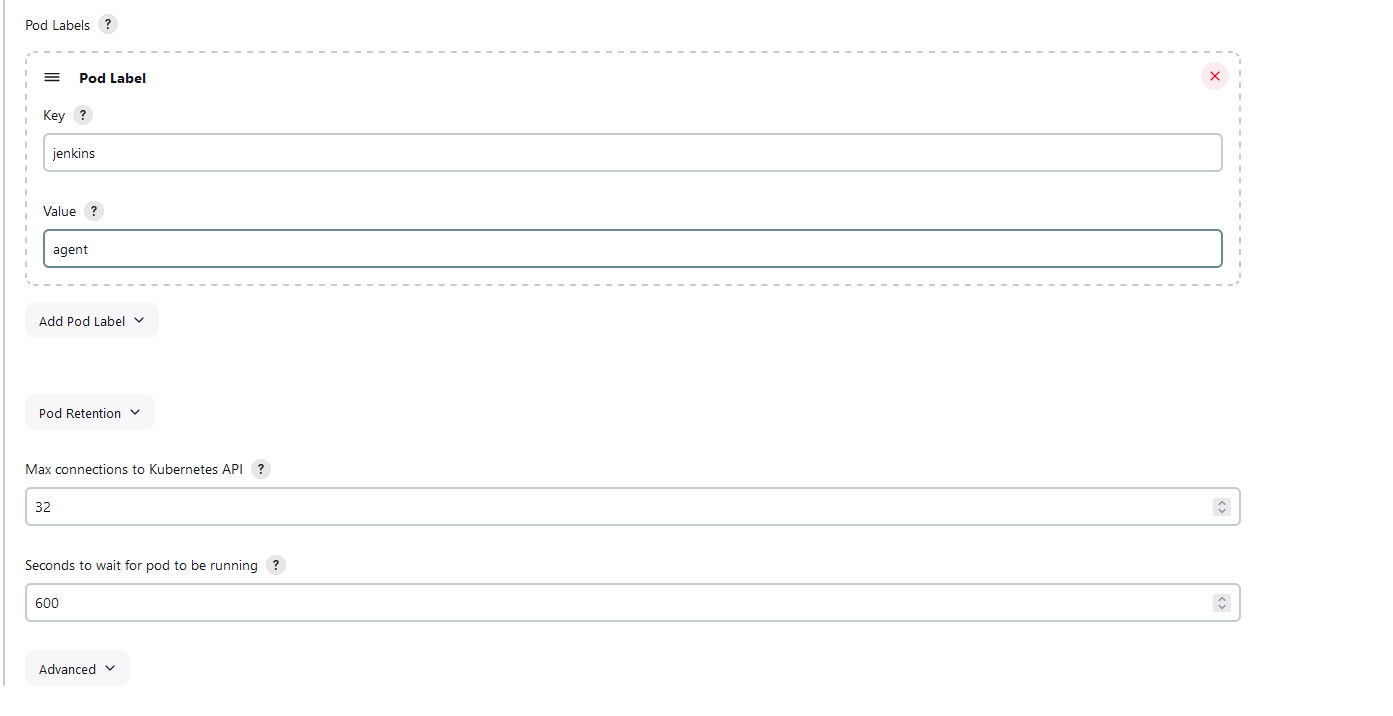 Pod Labels ?
Pod Label
Key ?
jenkins
Value ?
agent
Add Pod Label
Pod Retention
Max connections to Kubernetes API ?
32
Seconds to wait for pod to be running ?
600
Advanced